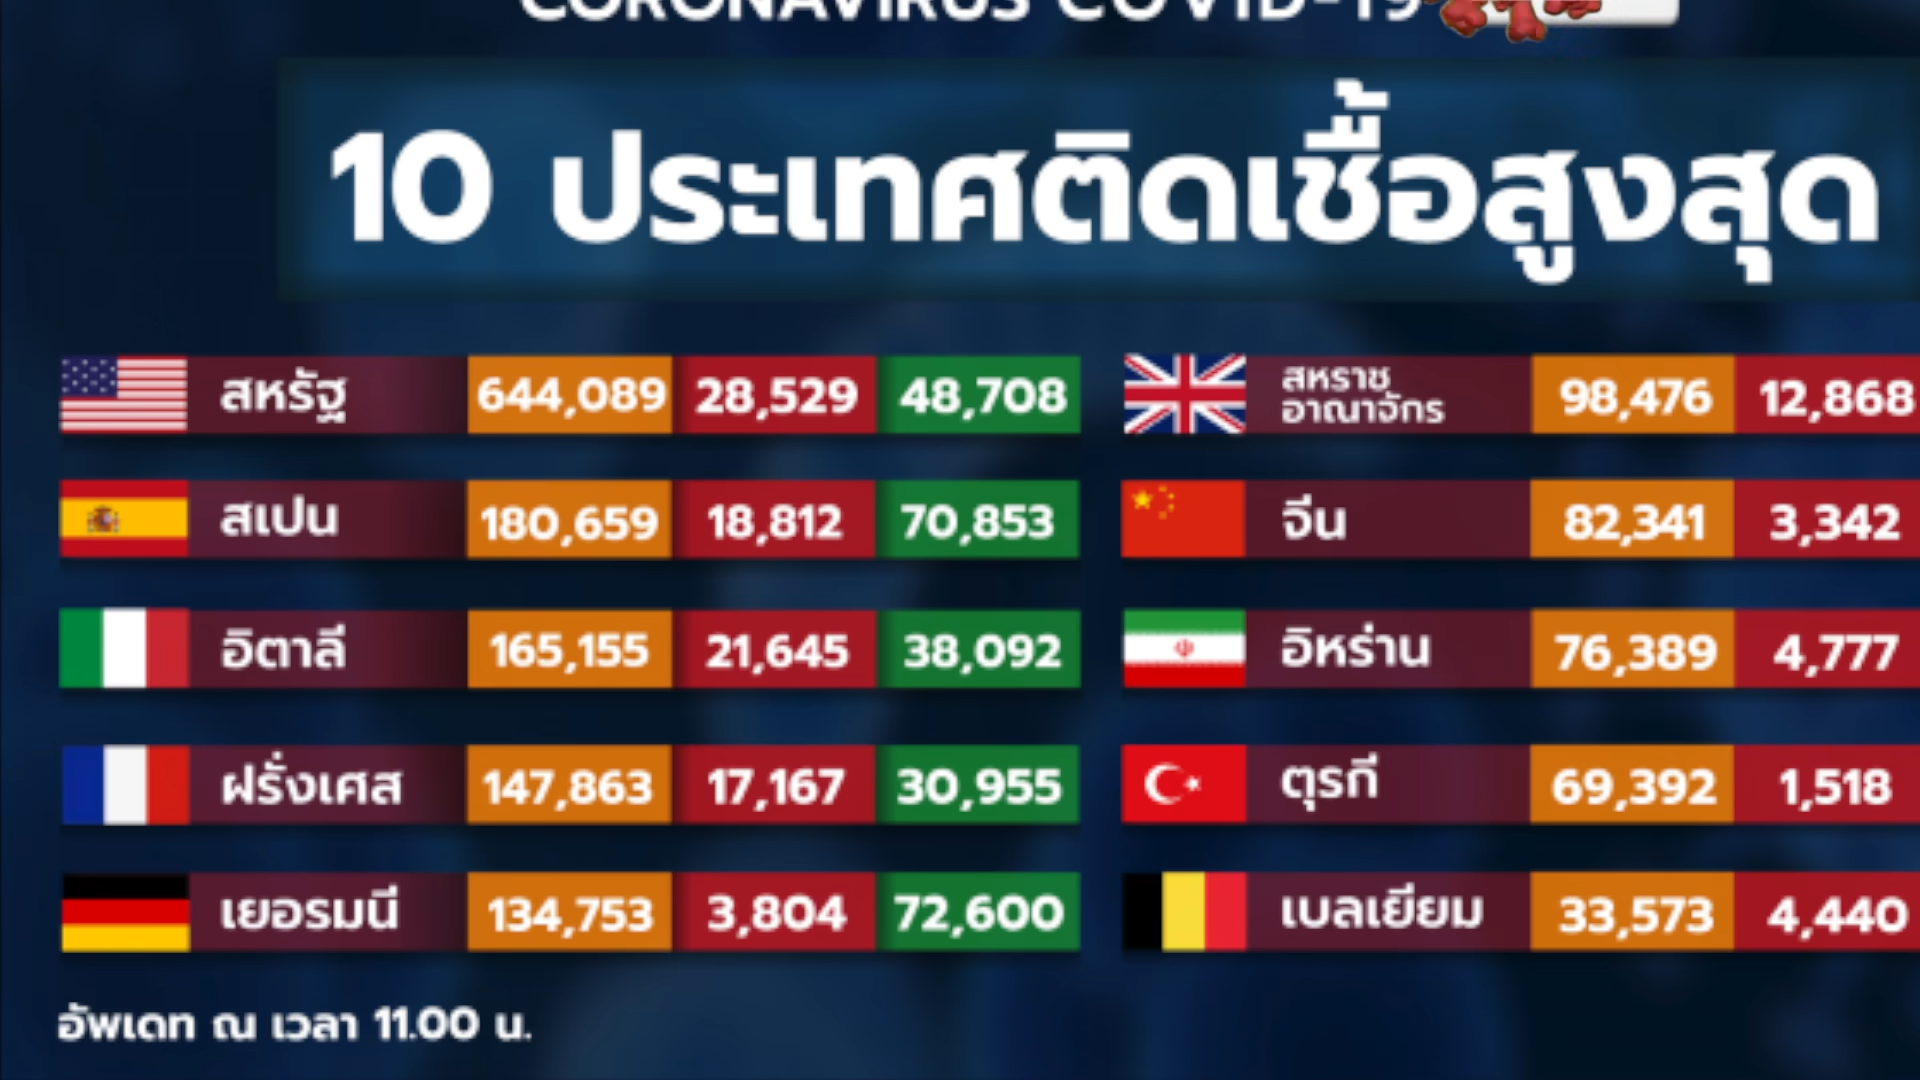 CORONAVIRUS COVID-19
10 ประเทศติดเชื้อสูงสุด
สหรัฐ 644,089 28,529 48,708
สเปน 180,659 18,812 70,853
อิตาลี 165,155 21,645 38,092
ฝรั่งเศส 147,863 17,167 30,955
เยอรมนี 134,753 3,804 72,600
สหราช
อาณาจักร 98,476 12,868
จีน 82,341 3,342
อิหร่าน 76,389 4,777
ตุรกี 69,392 1,518
เบลเยียม 33,573 4,440
อัพเดท ณ เวลา 11.00 น.